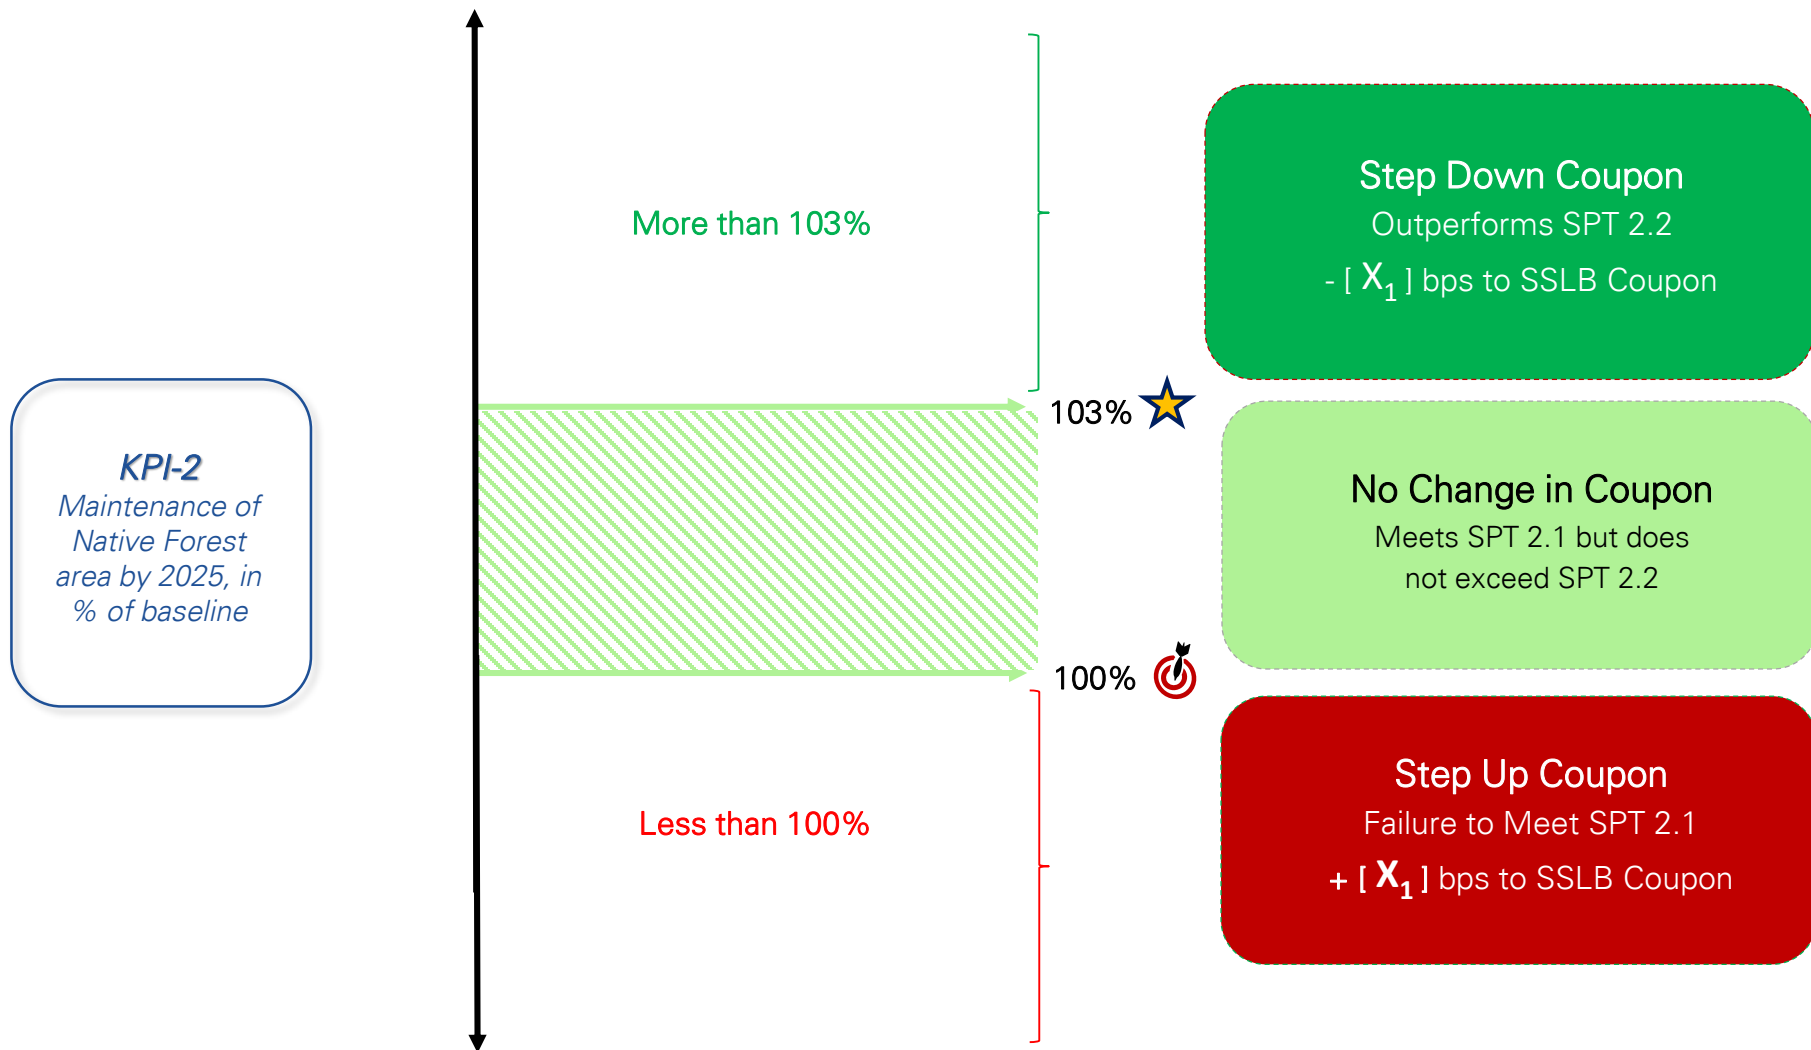 KPI-2
Maintenance of
Native Forest
area by 2025, in
% of baseline
More than 103%
103%
100%
Less than 100%
Step Down Coupon
Outperforms SPT 2.2
- [ X₁ ] bps to SSLB Coupon
No Change in Coupon
Meets SPT 2.1 but does
not exceed SPT 2.2
Step Up Coupon
Failure to Meet SPT 2.1
+ [ X₁ ] bps to SSLB Coupon